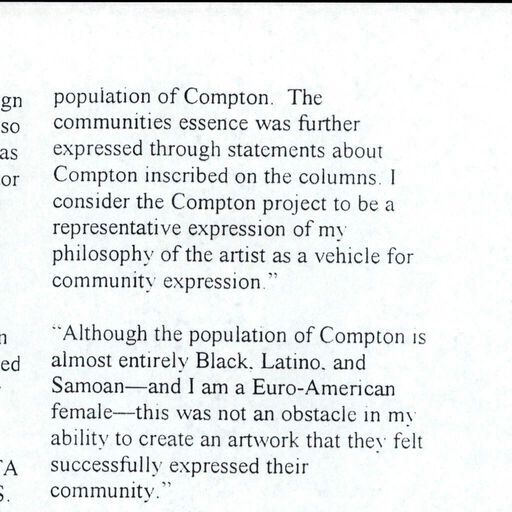 gn
so
as
or
population of Compton. The
communities essence was further
expressed through statements about
Compton inscribed on the columns. I
consider the Compton project to be a
representative expression of my
philosophy of the artist as a vehicle for
community expression."
n
ed
TA
S.
"Although the population of Compton is
almost entirely Black, Latino, and
Samoan—and I am a Euro-American
female—this was not an obstacle in my
ability to create an artwork that they felt
successfully expressed their
community."